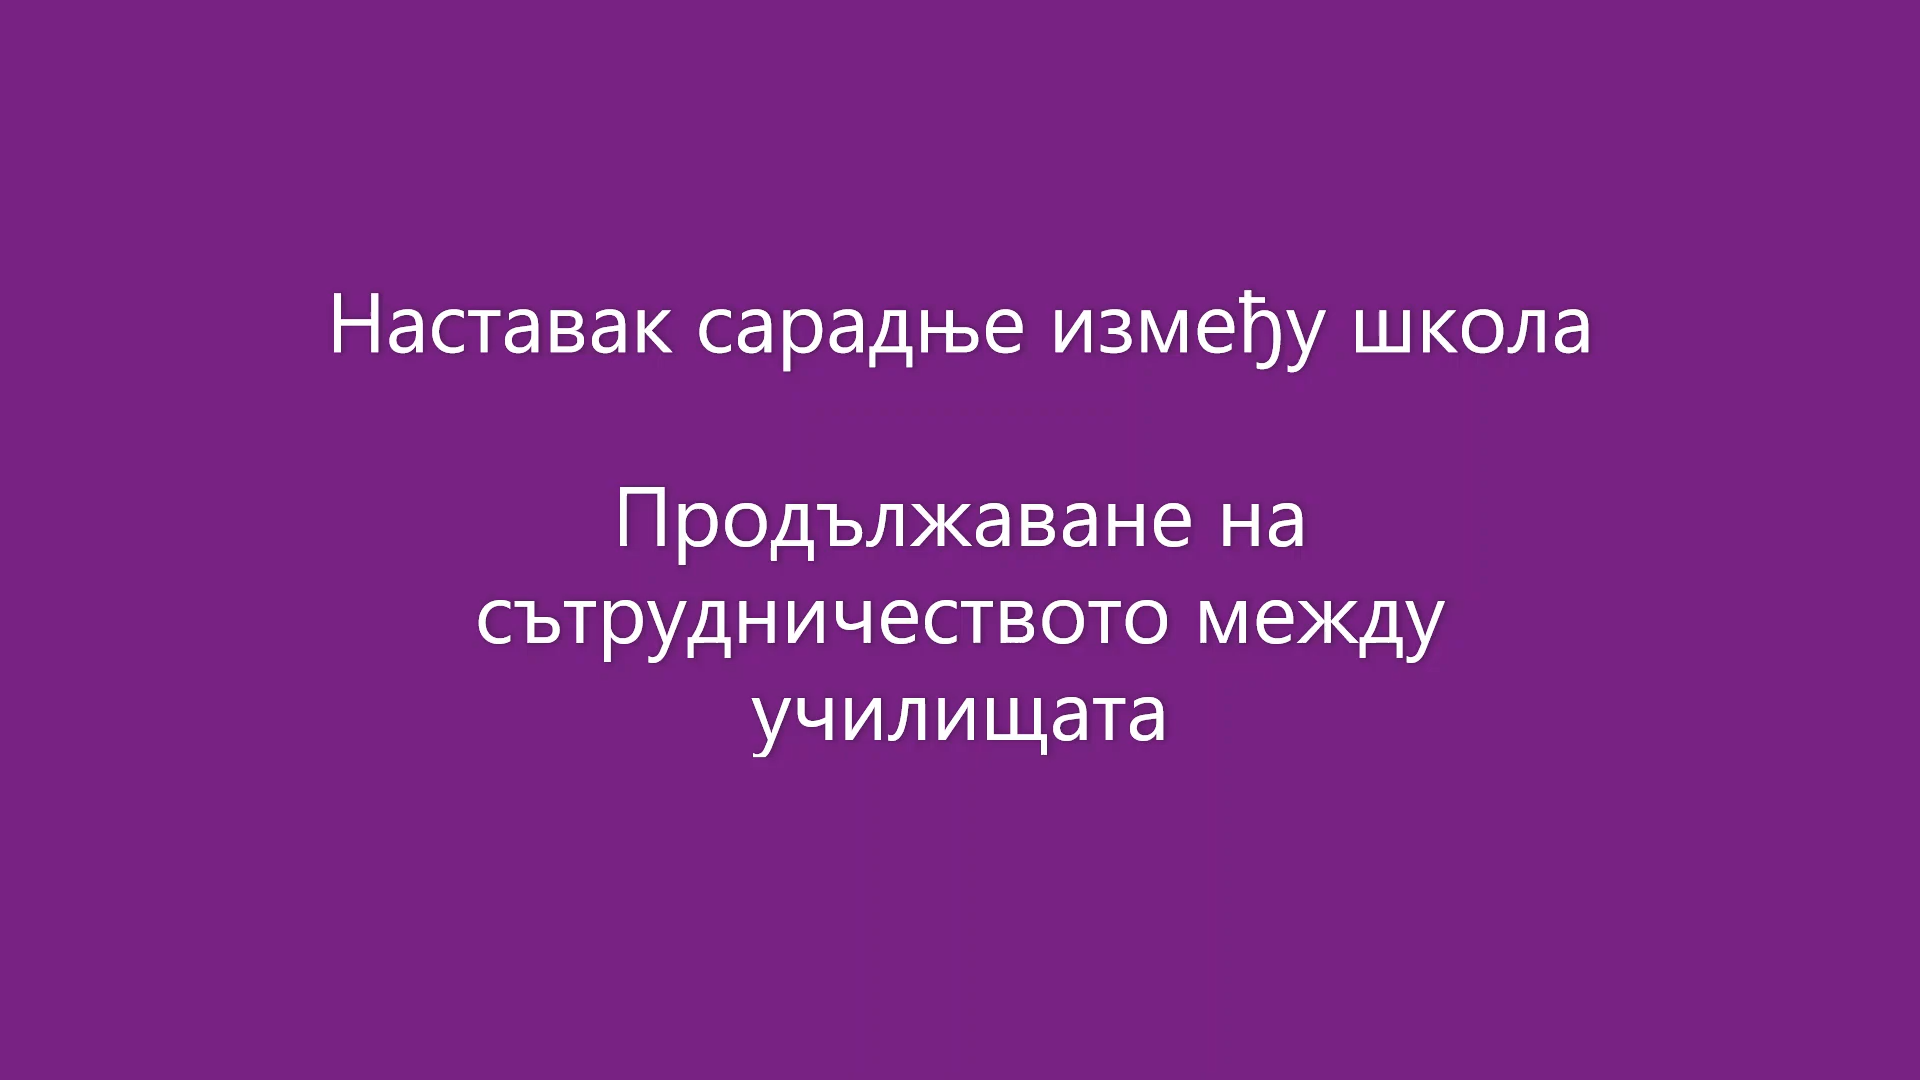 Наставак сарадње између школа
Продължаване на
сътрудничеството между
училищата